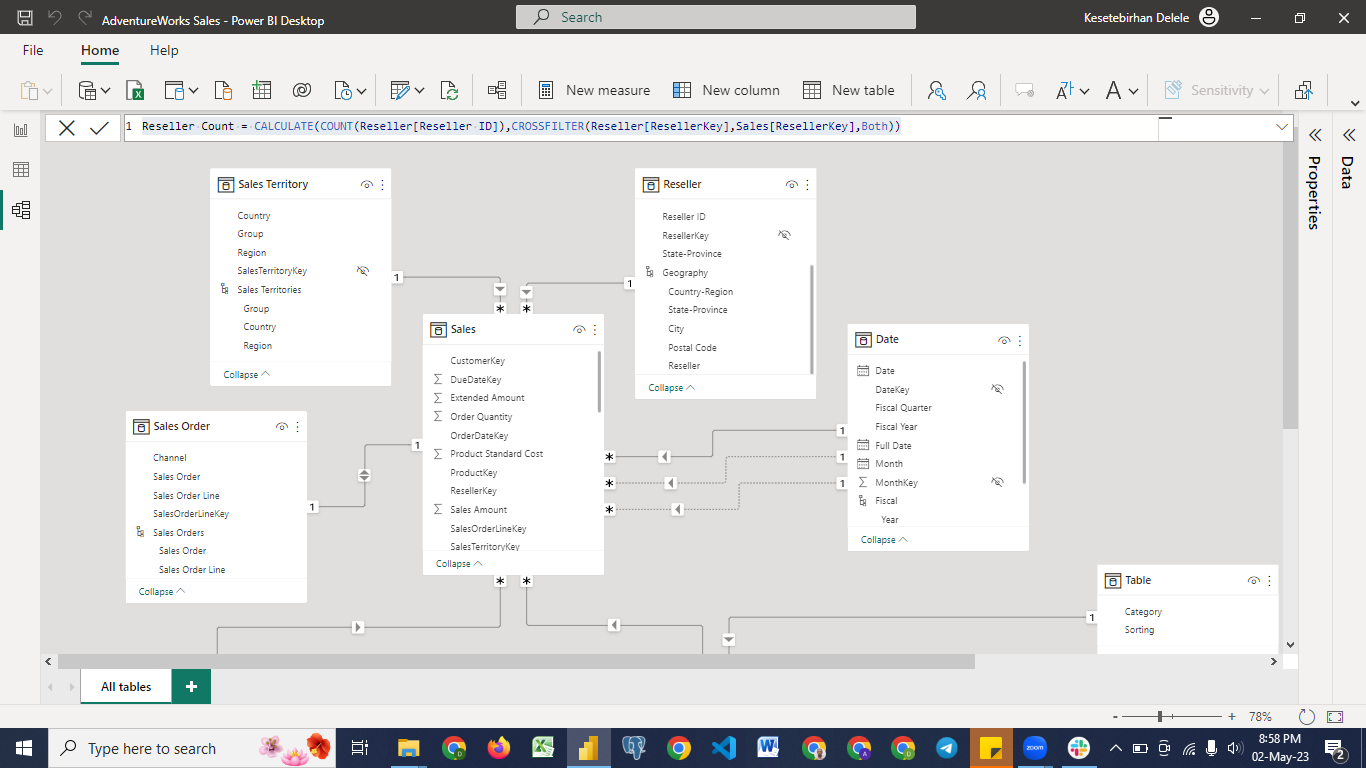 AdventureWorks Sales - Power BI Desktop
Search
Kesetebirhan Delele
File Home Help
New measure New column New table Sensitivity
1 Reseller Count = CALCULATE(COUNT(Reseller[Reseller ID]),CROSSFILTER(Reseller[ResellerKey],Sales[ResellerKey],Both))
Properties
Data
Sales Territory
Country
Group
Region
SalesTerritoryKey
Sales Territories
Group
Country
Region
Collapse
1
*
Reseller
Reseller ID
ResellerKey
State-Province
Geography
Country-Region
State-Province
City
Postal Code
Reseller
Collapse
1
*
Sales
CustomerKey
DueDateKey
Extended Amount
Order Quantity
OrderDateKey
Product Standard Cost
ProductKey
ResellerKey
Sales Amount
SalesOrderLineKey
SalesTerritoryKey
Collapse
* *
Date
Date
DateKey
Fiscal Quarter
Fiscal Year
Full Date
Month
MonthKey
Fiscal
Year
Collapse
* 1
* 1
* 1
Sales Order
Channel
Sales Order
Sales Order Line
SalesOrderLineKey
Sales Orders
Sales Order
Sales Order Line
Collapse
1
1
Table
Category
Sorting
1
All tables
+
- + 78%
Type here to search
zoom
8:58 PM
02-May-23
2